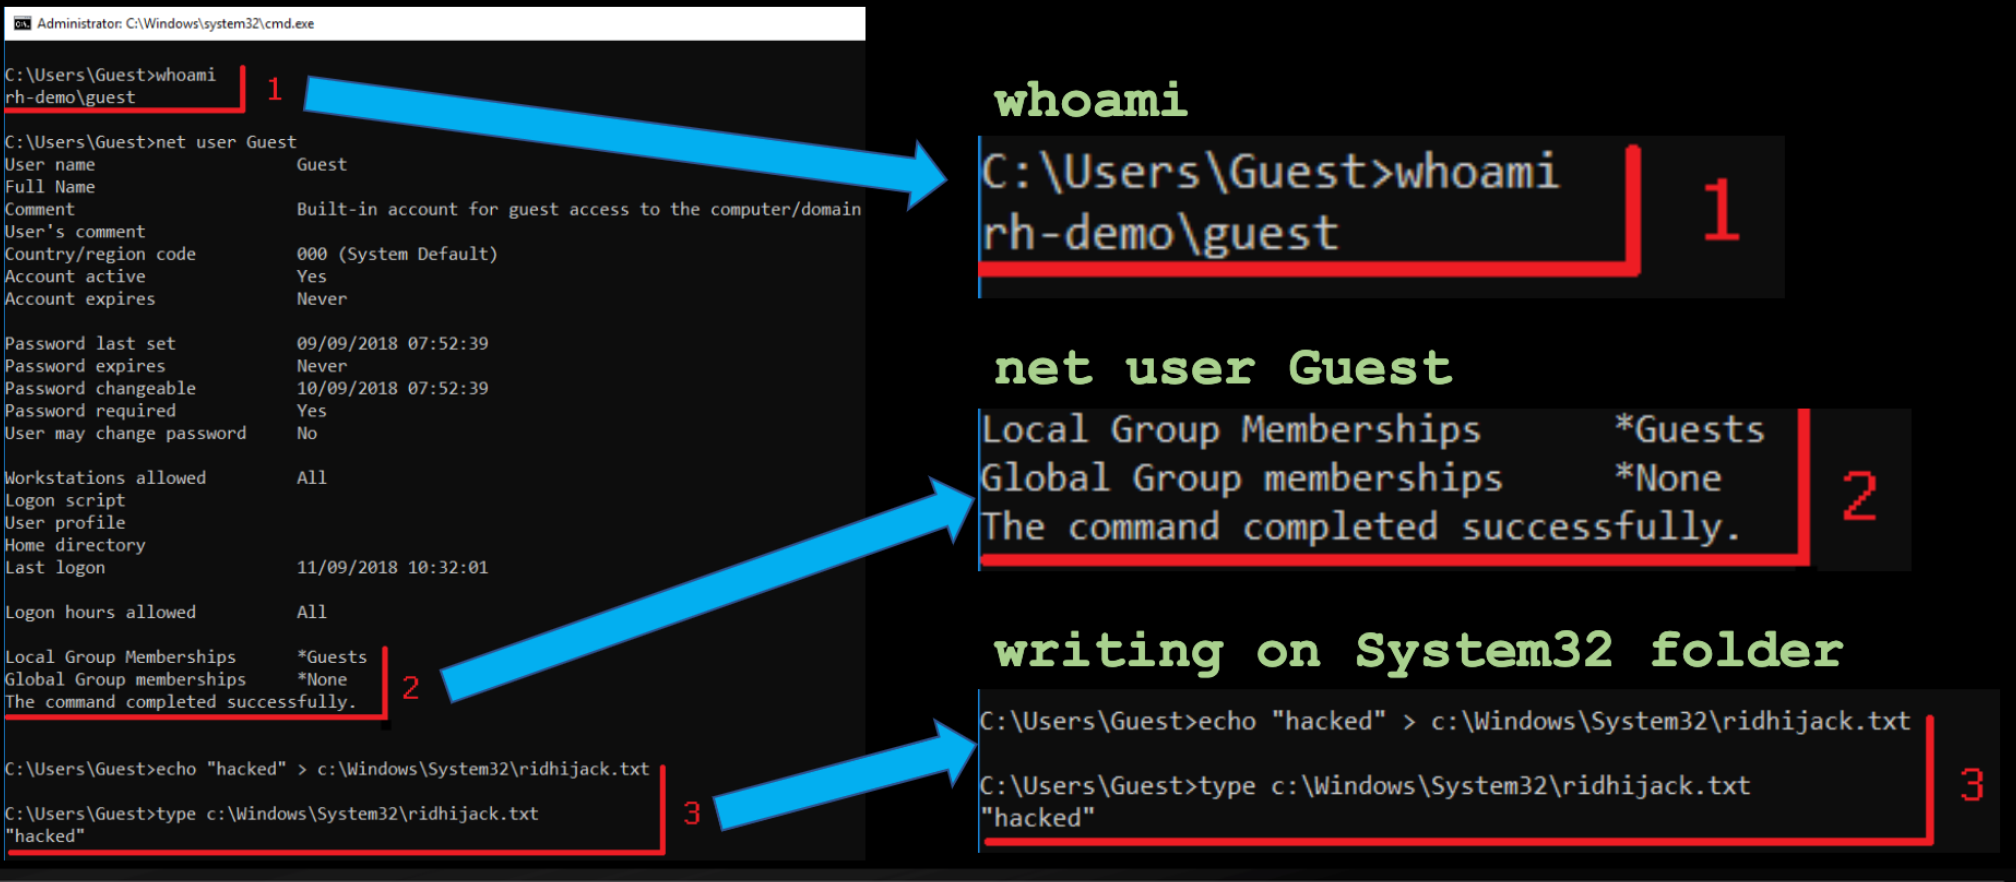 Administrator: C:\Windows\system32\cmd.exe
C:\Users\Guest>whoami
rh-demo\guest
1
C:\Users\Guest>net user Guest
User name Guest
Full Name
Comment Built-in account for guest access to the computer/domain
User's comment
Country/region code 000 (System Default)
Account active Yes
Account expires Never
Password last set 09/09/2018 07:52:39
Password expires Never
Password changeable 10/09/2018 07:52:39
Password required Yes
User may change password No
Workstations allowed All
Logon script
User profile
Home directory
Last logon 11/09/2018 10:32:01
Logon hours allowed All
Local Group Memberships *Guests
Global Group memberships *None
The command completed successfully.
2
C:\Users\Guest>echo "hacked" > c:\Windows\System32\ridhijack.txt
C:\Users\Guest>type c:\Windows\System32\ridhijack.txt
"hacked"
3
whoami
C:\Users\Guest>whoami
rh-demo\guest
1
net user Guest
Local Group Memberships *Guests
Global Group memberships *None
The command completed successfully.
2
writing on System32 folder
C:\Users\Guest>echo "hacked" > c:\Windows\System32\ridhijack.txt
C:\Users\Guest>type c:\Windows\System32\ridhijack.txt
"hacked"
3